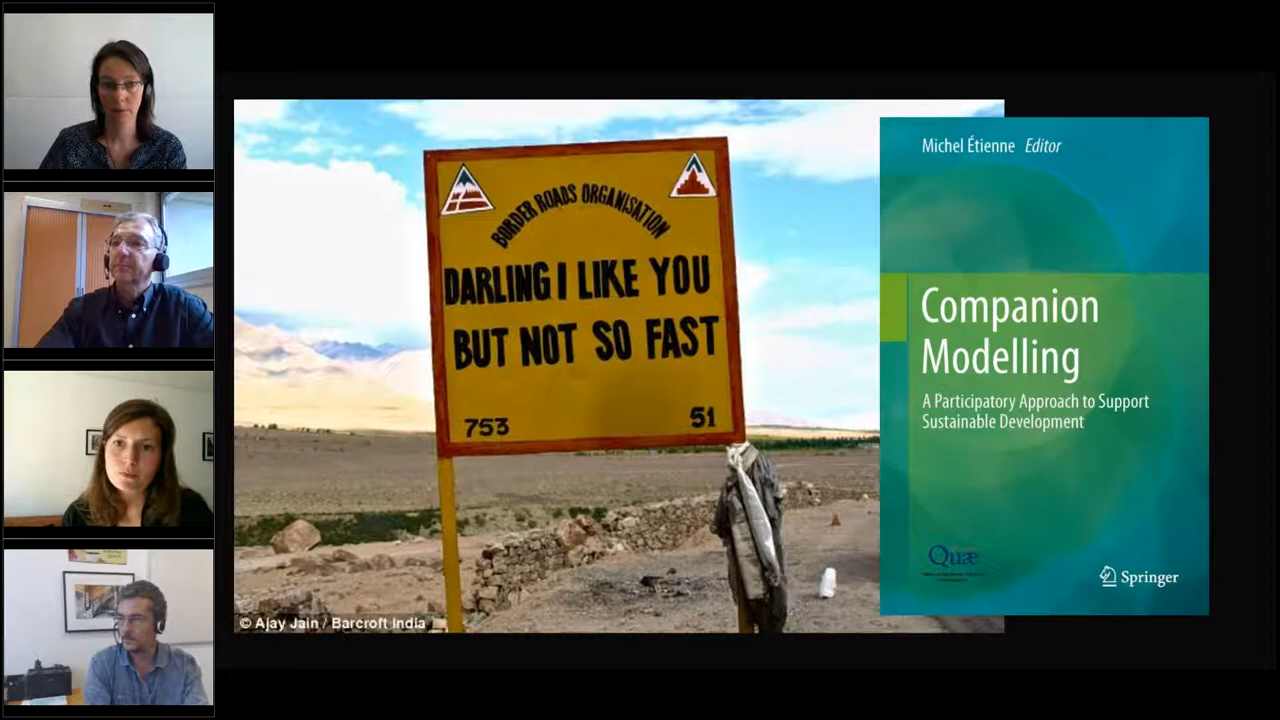 BORDER ROADS ORGANISATION
DARLING I LIKE YOU
BUT NOT SO FAST
753 51
© Ajay Jain / Barcroft India
Michel Étienne Editor
Companion
Modelling
A Participatory Approach to Support
Sustainable Development
Quæ
Springer